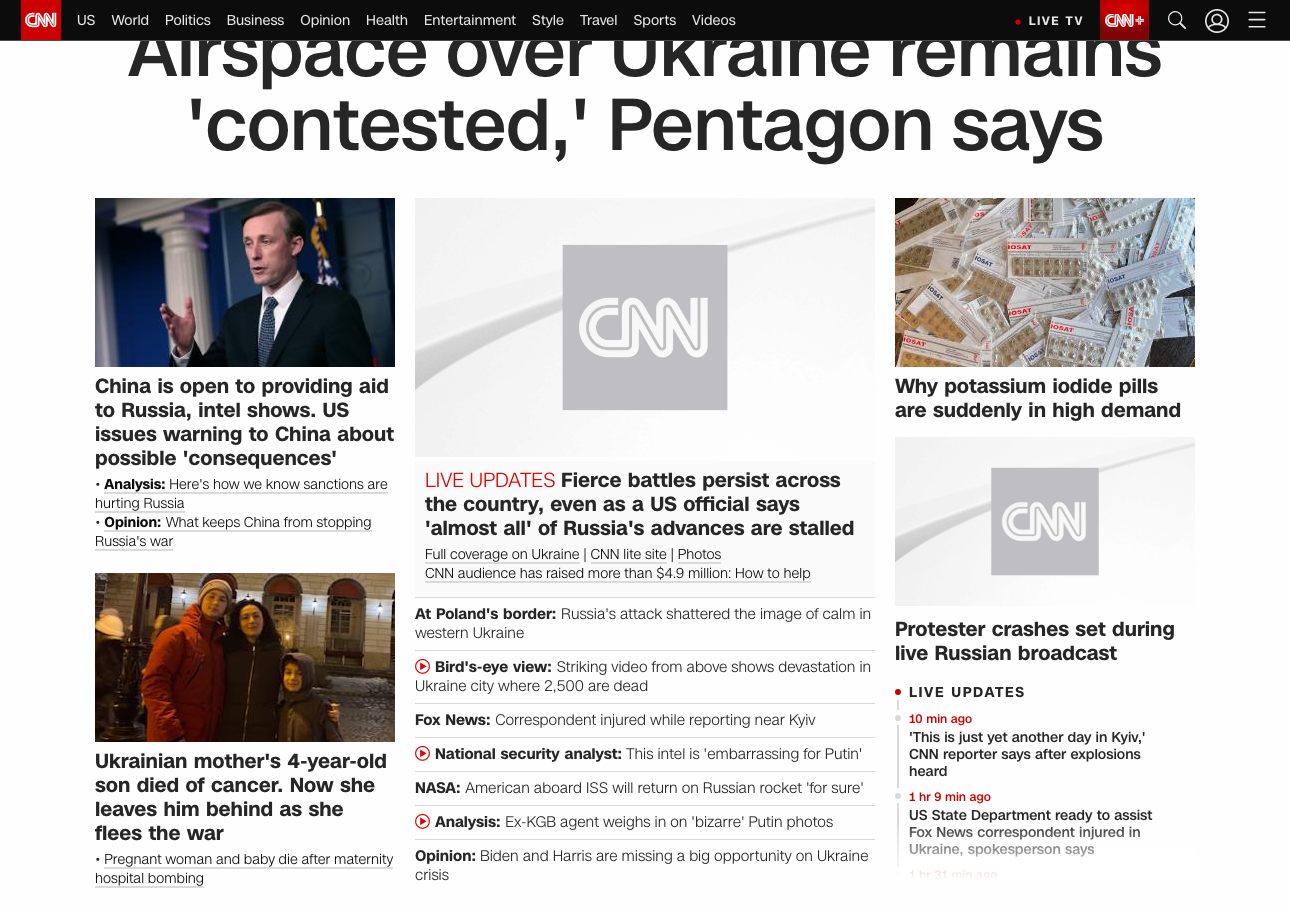 CNN US World Politics Business Opinion Health Entertainment Style Travel Sports Videos LIVE TV CNN+
Airspace over Ukraine remains
'contested,' Pentagon says
China is open to providing aid
to Russia, intel shows. US
issues warning to China about
possible 'consequences'
• Analysis: Here's how we know sanctions are
hurting Russia
• Opinion: What keeps China from stopping
Russia's war
Ukrainian mother's 4-year-old
son died of cancer. Now she
leaves him behind as she
flees the war
• Pregnant woman and baby die after maternity
hospital bombing
CNN
LIVE UPDATES Fierce battles persist across
the country, even as a US official says
'almost all' of Russia's advances are stalled
Full coverage on Ukraine | CNN lite site | Photos
CNN audience has raised more than $4.9 million: How to help
At Poland's border: Russia's attack shattered the image of calm in
western Ukraine
Bird's-eye view: Striking video from above shows devastation in
Ukraine city where 2,500 are dead
Fox News: Correspondent injured while reporting near Kyiv
National security analyst: This intel is 'embarrassing for Putin'
NASA: American aboard ISS will return on Russian rocket 'for sure'
Analysis: Ex-KGB agent weighs in on 'bizarre' Putin photos
Opinion: Biden and Harris are missing a big opportunity on Ukraine
crisis
IOSAT
IOSAT
IOSAT
IOSAT
IOSAT
IOSAT
Why potassium iodide pills
are suddenly in high demand
CNN
Protester crashes set during
live Russian broadcast
LIVE UPDATES
10 min ago
'This is just yet another day in Kyiv,'
CNN reporter says after explosions
heard
1 hr 9 min ago
US State Department ready to assist
Fox News correspondent injured in
Ukraine, spokesperson says
1 hr 31 min ago